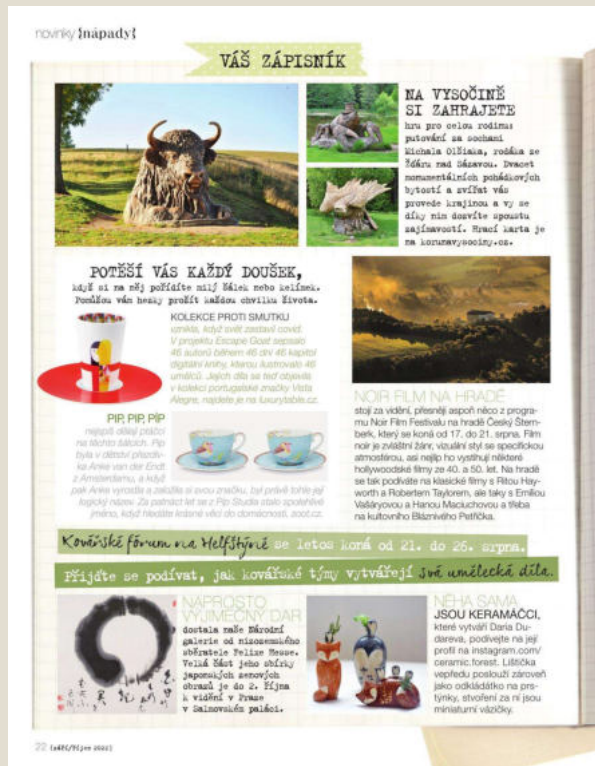 novinky {nápady}
VÁŠ ZÁPISNÍK
NA VYSOČINĚ
SI ZAHRAJETE
hru pro celou rodinu:
putování za sochami
Michala Olšiaka, rodáka ze
Žďáru nad Sázavou. Dvacet
monumentálních pohádkových
bytostí a zvířat vás
provede krajinou a vy se
díky nim dozvíte spoustu
zajímavostí. Hrací karta je
na korunavysociny.cz.
POTĚŠÍ VÁS KAŽDÝ DOUŠEK,
když si na něj pořídíte milý šálek nebo kelímek.
Pomůžou vám hezky prožít každou chvilku života.
KOLEKCE PROTI SMUTKU
vznikla, když svět zastavil covid.
V projektu Escape Goat sepsalo
46 autorů během 46 dní 46 kapitol
digitální knihy, kterou ilustrovalo 46
umělců. Jejich díla se teď objevila
v kolekci portugalské značky Vista
Alegre, najdete je na luxurytable.cz.
PIP, PIP, PÍP
nejspíš dělají ptáčci
na těchto šálcích. Pip
byla v dětství přezdív-
ka Anke van der Endt
z Amsterdamu, a když
pak Anke vyrostla a založila si svou značku, byl právě tohle její
logický název. Za patnáct let se z Pip Studia stalo spolehlivé
jméno, když hledáte krásné věci do domácnosti, zoot.cz.
NOIR FILM NA HRADĚ
stojí za vidění, přesněji aspoň něco z progra-
mu Noir Film Festivalu na hradě Český Štern-
berk, který se koná od 17. do 21. srpna. Film
noir je zvláštní žánr, vizuální styl se specifickou
atmosférou, asi nejlíp ho vystihují některé
hollywoodské filmy ze 40. a 50. let. Na hradě
se tak podíváte na klasické filmy s Ritou Hay-
worth a Robertem Taylorem, ale taky s Emílou
Vašáryovou a Hanou Maciuchovou a třeba
na kultovního Bláznivého Petříčka.
Kovářské fórum na Helfštýně se letos koná od 21. do 26. srpna.
Přijďte se podívat, jak kovářské týmy vytvářejí svá umělecká díla.
NAPROSTO
VÝJIMEČNÝ DAR
dostala naše Národní
galerie od nizozemského
sběratele Felixe Hesse.
Velká část jeho sbírky
japonských zenových
obrazů je do 2. října
k vidění v Praze
v Salmovském paláci.
NĚHA SAMA
JSOU KERAMÁČCI,
které vytváří Daria Du-
dareva, podívejte na její
profil na instagram.com/
ceramic.forest. Lištička
vepředu poslouží zároveň
jako odkládátko na prs-
týnky, stvoření za ní jsou
miniaturní vázičky.
22 {září/říjen 2022}